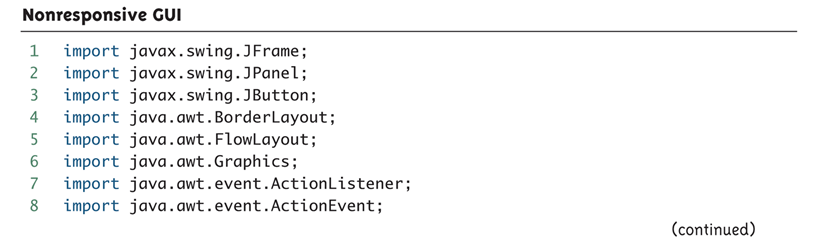 Nonresponsive GUI
1 import javax.swing.JFrame;
2 import javax.swing.JPanel;
3 import javax.swing.JButton;
4 import java.awt.BorderLayout;
5 import java.awt.FlowLayout;
6 import java.awt.Graphics;
7 import java.awt.event.ActionListener;
8 import java.awt.event.ActionEvent;
(continued)